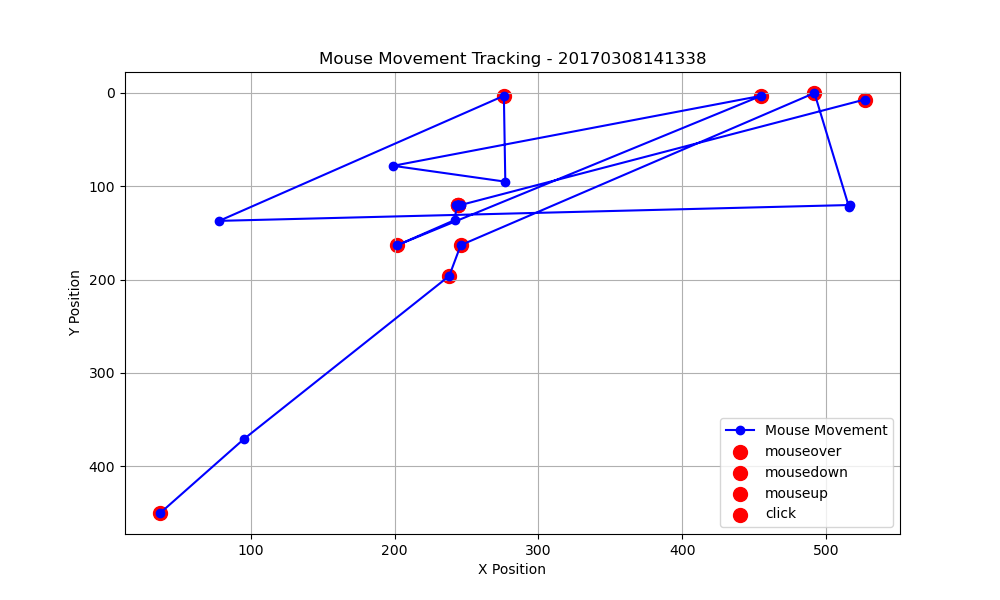 Mouse Movement Tracking - 20170308141338
0
100
200
300
400
Y Position
100
200
300
400
500
X Position
Mouse Movement
mouseover
mousedown
mouseup
click